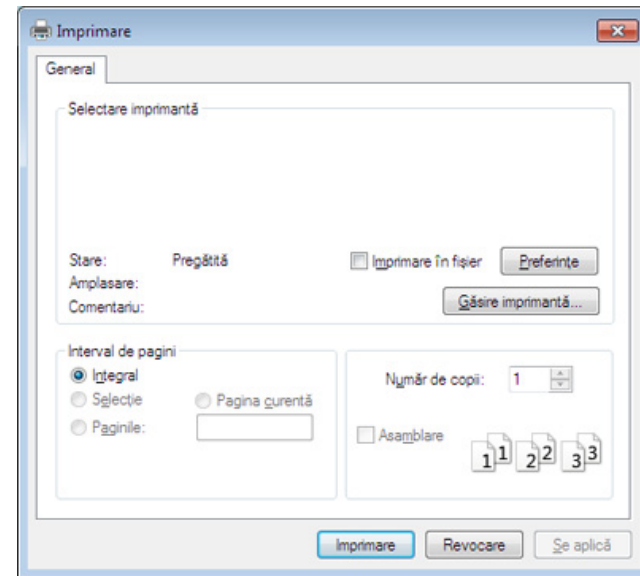 Imprimare
General
Selectare imprimantă
Stare: Pregătită
Imprimare în fişier Preferinţe
Amplasare:
Comentariu:
Găsire imprimantă...
Interval de pagini
Integral
Selecţie Pagina curentă
Paginile:
Număr de copii: 1
Asamblare
1 1 2 2 3 3
Imprimare Revocare Se aplică